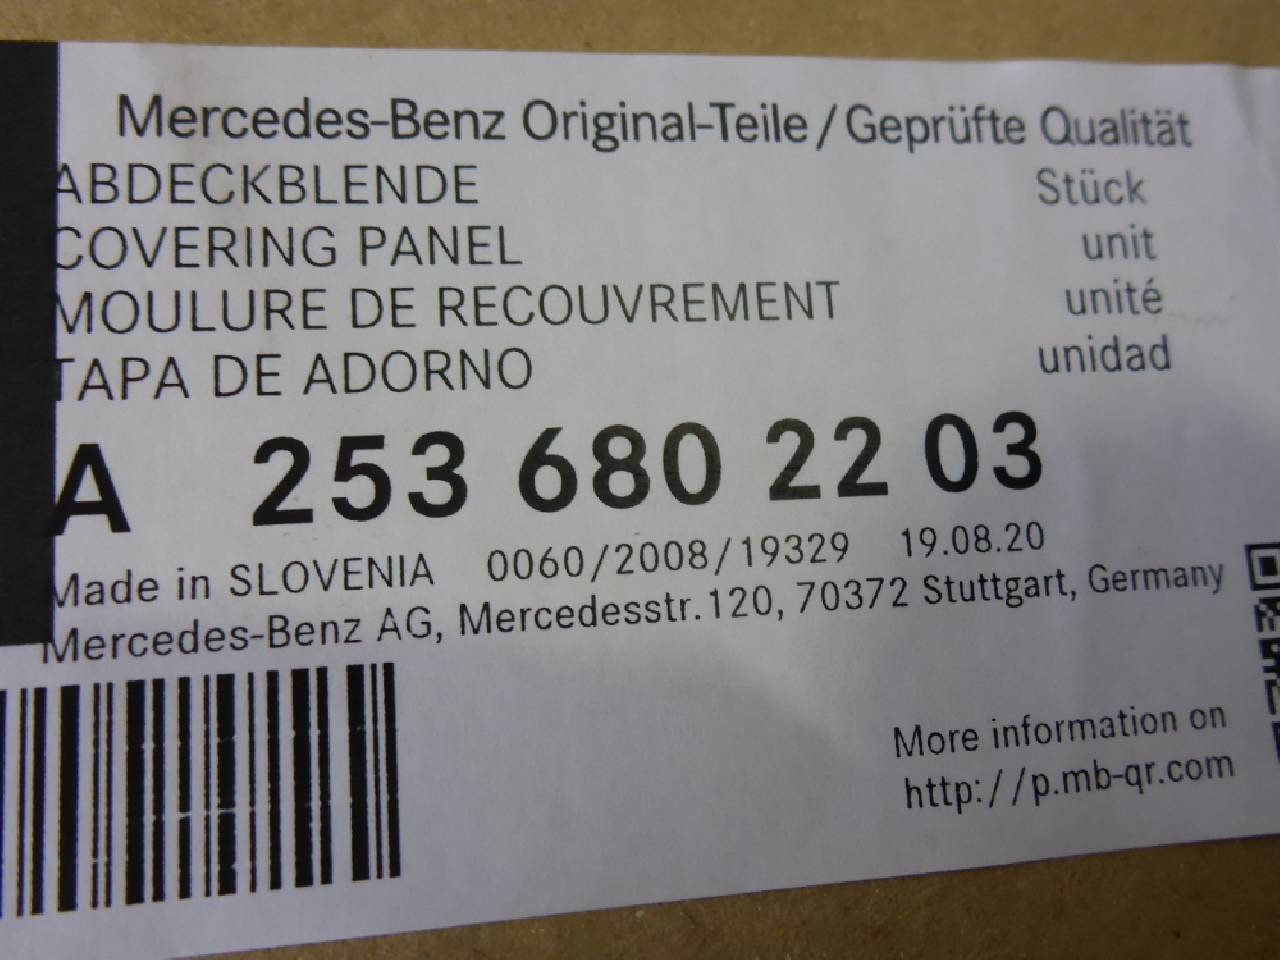 Mercedes-Benz Original-Teile / Geprüfte Qualität
ABDECKBLENDE Stück
COVERING PANEL unit
MOULURE DE RECOUVREMENT unité
TAPA DE ADORNO unidad
A 253 680 22 03
Made in SLOVENIA 0060/2008/19329 19.08.20
Mercedes-Benz AG, Mercedesstr.120, 70372 Stuttgart, Germany
More information on
http://p.mb-qr.com